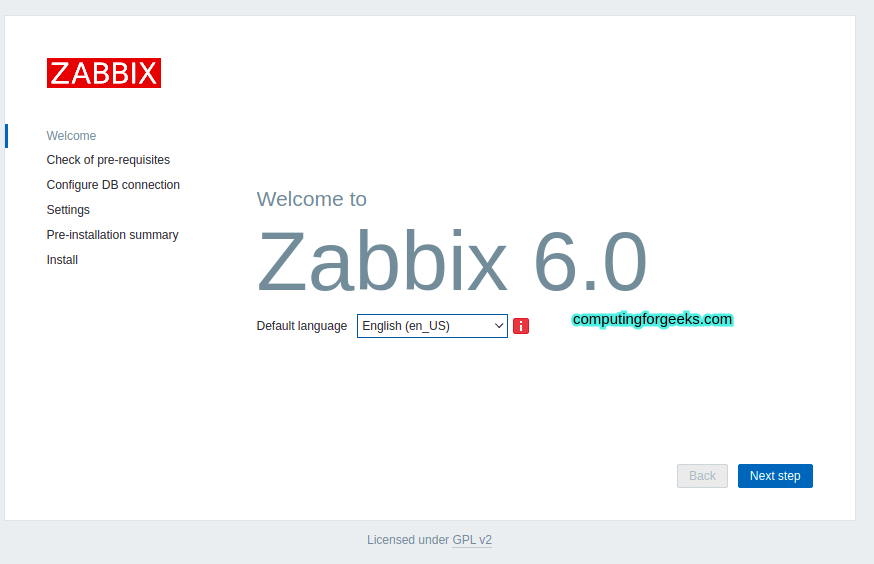 ZABBIX
Welcome
Check of pre-requisites
Configure DB connection
Settings
Pre-installation summary
Install
Welcome to
Zabbix 6.0
Default language English (en_US) i
computingforgeeks.com
Back Next step
Licensed under GPL v2